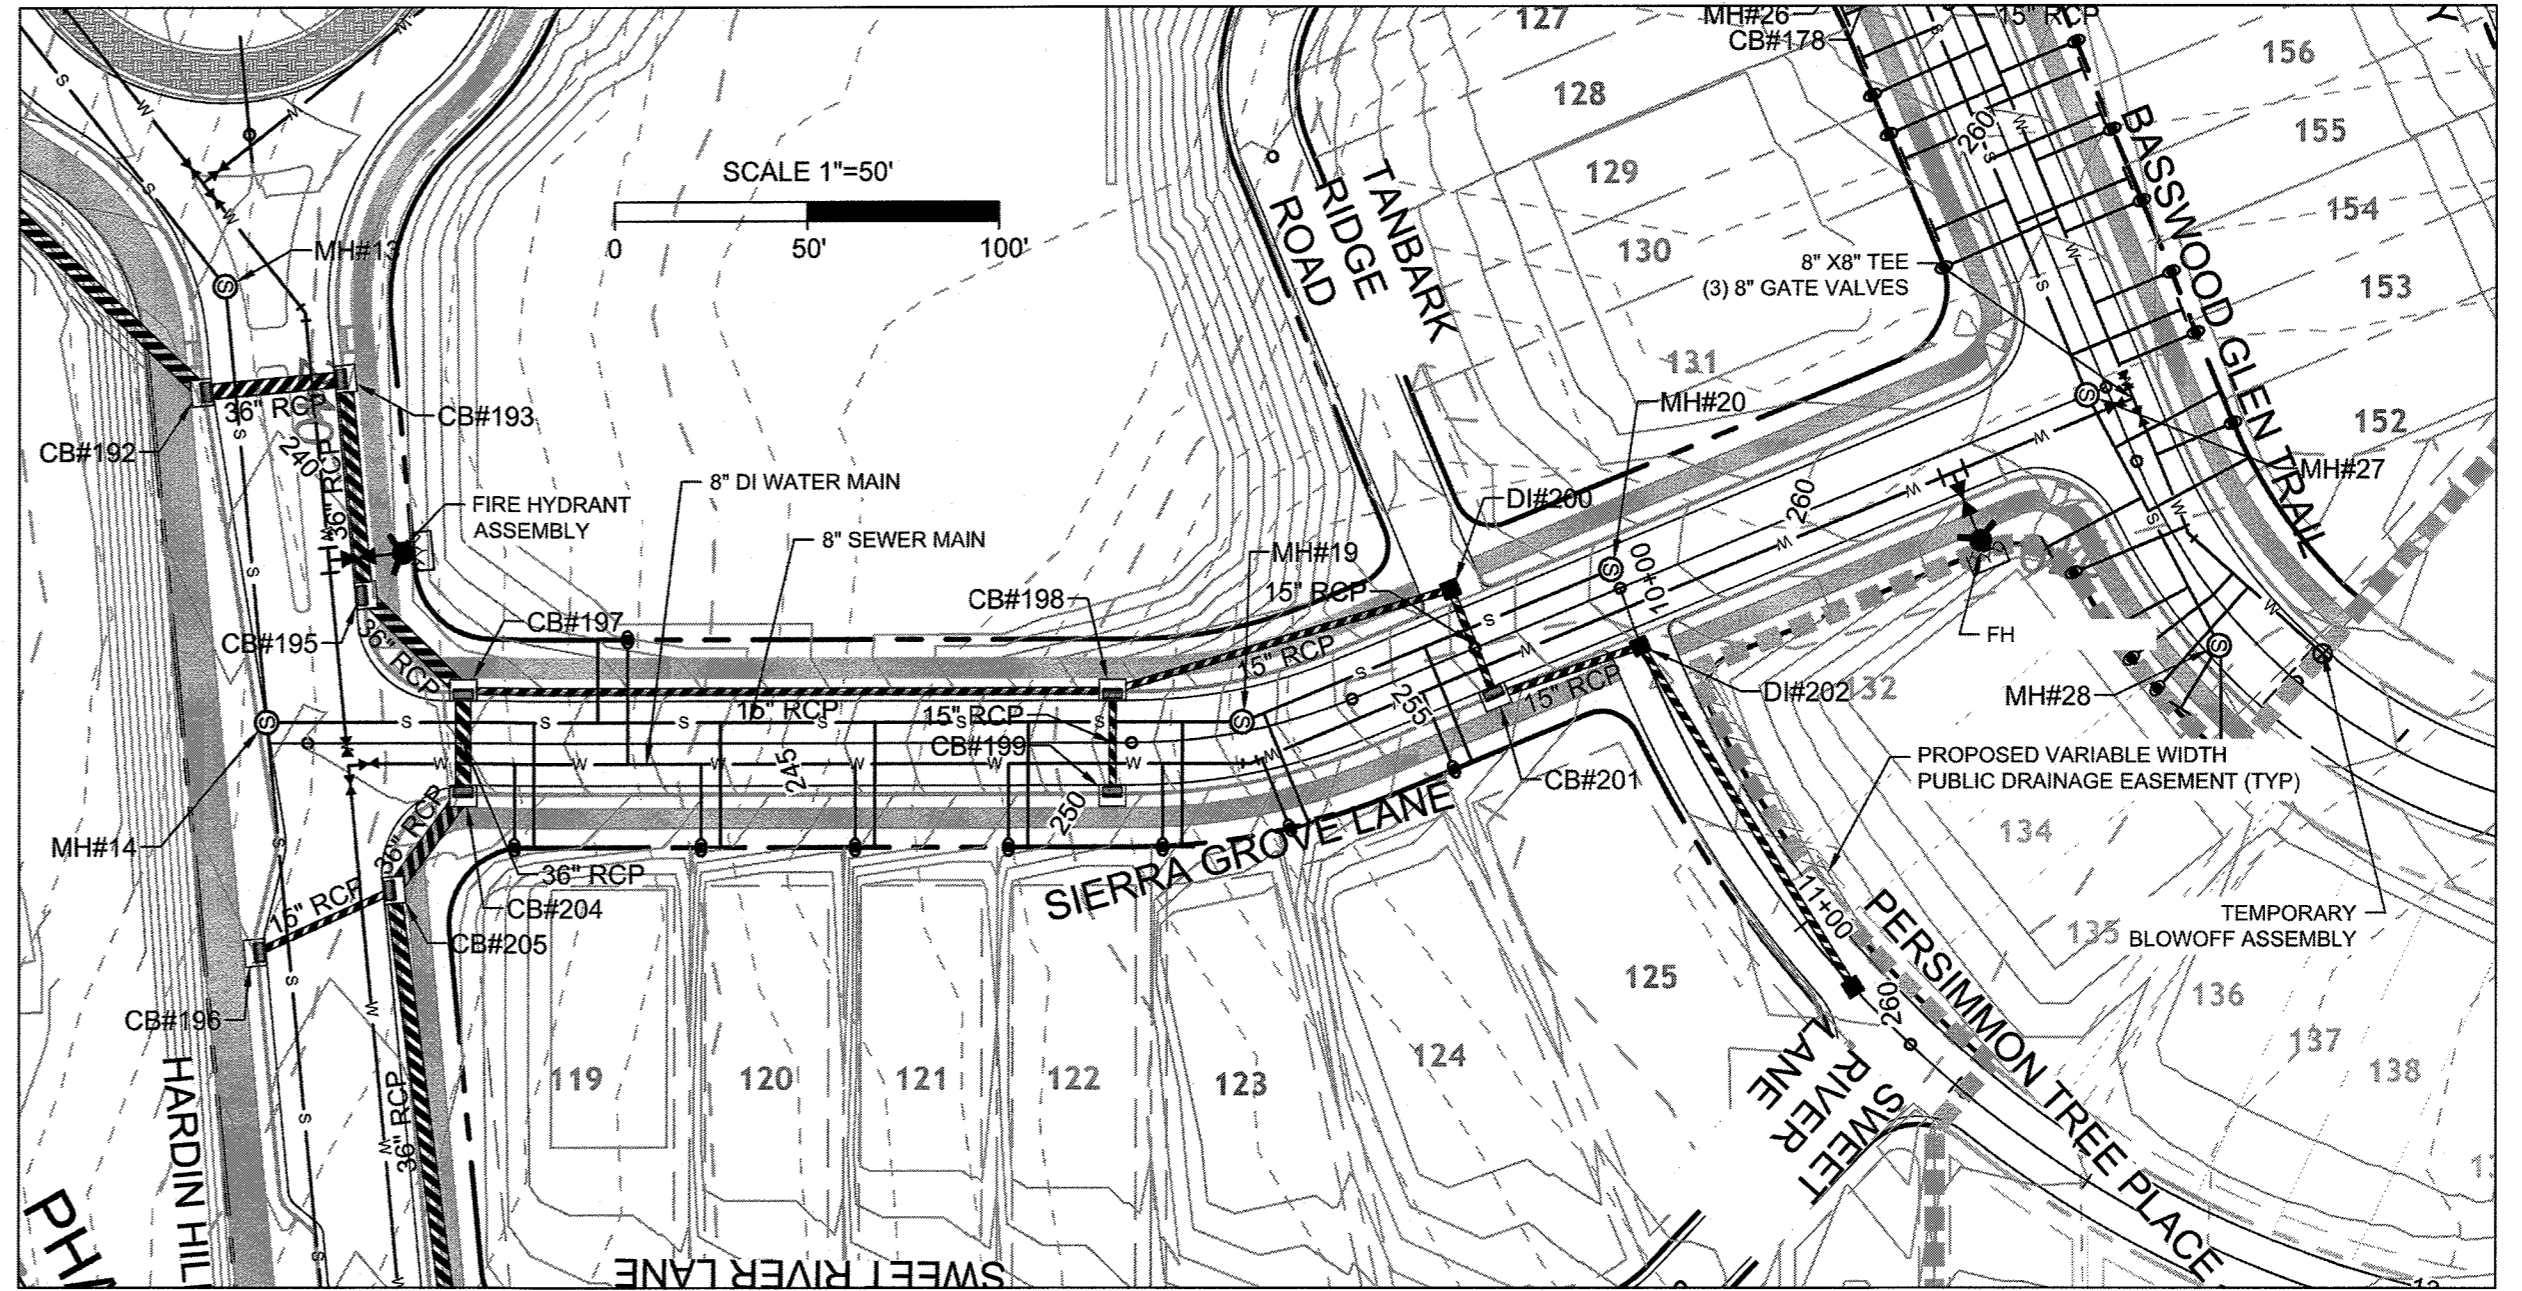 127
MH#26
15" RCP
CB#178
156
128
155
SCALE 1"=50'
129
260
154
MH#13
0
50'
100'
TANBARK
RIDGE
ROAD
130
8" X8" TEE
(3) 8" GATE VALVES
153
BASSWOOD GLEN TRAIL
131
36" RCP
CB#193
MH#20
152
CB#192
240
36" RCP
8" DI WATER MAIN
MH#27
FIRE HYDRANT
ASSEMBLY
DI#200
260
8" SEWER MAIN
MH#19
10+00
15" RCP
CB#198
CB#197
FH
CB#195
36" RCP
15" RCP
132
DI#202
MH#28
15" RCP
15" RCP
15" RCP
255
CB#199
245
PROPOSED VARIABLE WIDTH
PUBLIC DRAINAGE EASEMENT (TYP)
CB#201
MH#14
36" RCP
250
134
SIERRA GROVE LANE
36" RCP
15" RCP
CB#204
11+00
TEMPORARY
BLOWOFF ASSEMBLY
CB#205
135
125
136
CB#196
260
PERSIMMON TREE PLACE
137
138
124
119
120
121
122
123
SWEET
RIVER
LANE
HARDIN HILL
36" RCP
36" RCP
SWEET RIVER LANE
PHA